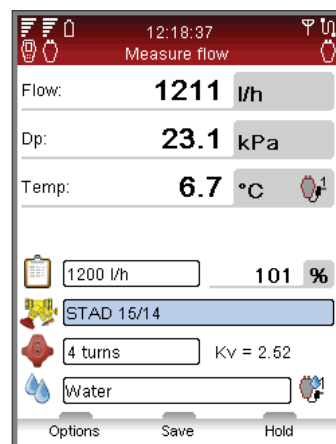 12:18:37
Measure flow
Flow: 1211 l/h
Dp: 23.1 kPa
Temp: 6.7 °C 1
1200 l/h 101 %
STAD 15/14
4 turns Kv = 2.52
Water
Options Save Hold